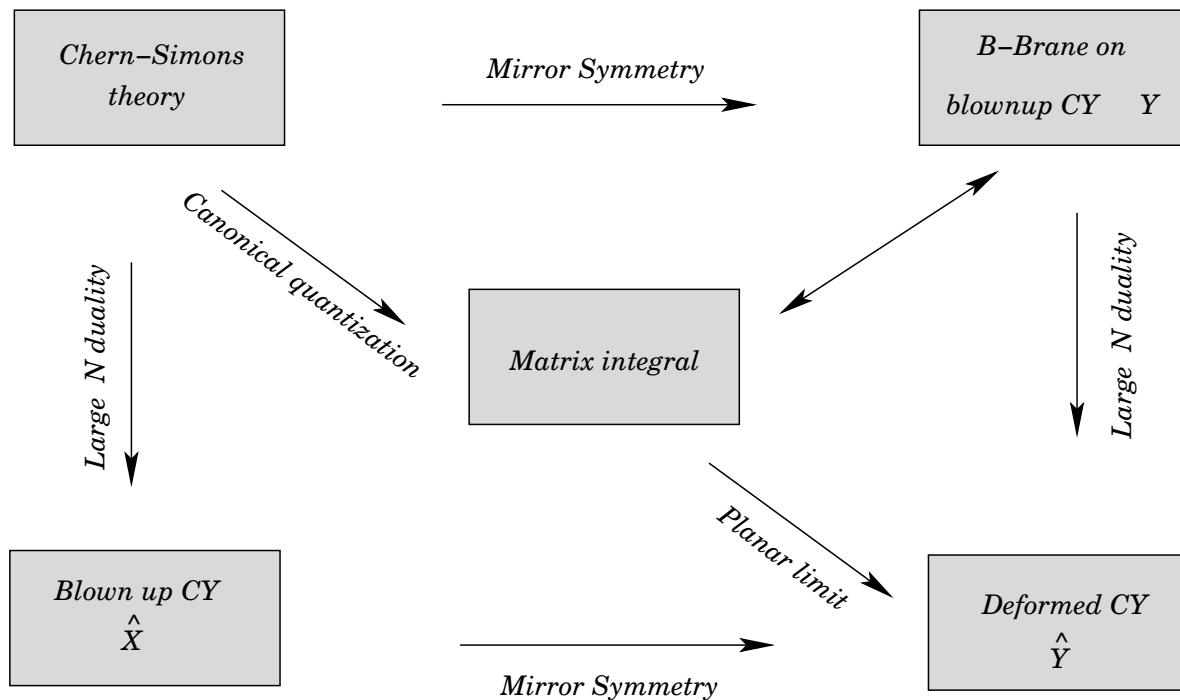 Chern–Simons
theory
Mirror Symmetry
B–Brane on
blownup CY Y
Canonical quantization
Large N duality
Large N duality
Matrix integral
Planar limit
Blown up CY
X̂
Mirror Symmetry
Deformed CY
Ŷ